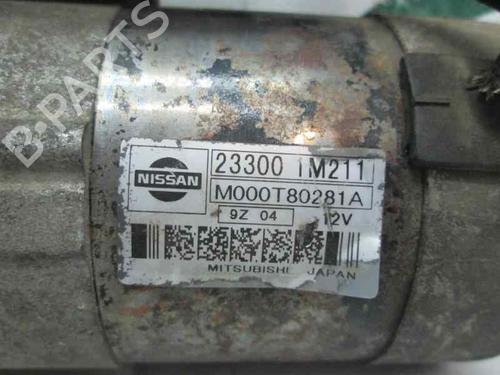 B-PARTS
NISSAN
23300 1M211
M000T80281A
9Z 04 12V
MITSUBISHI JAPAN